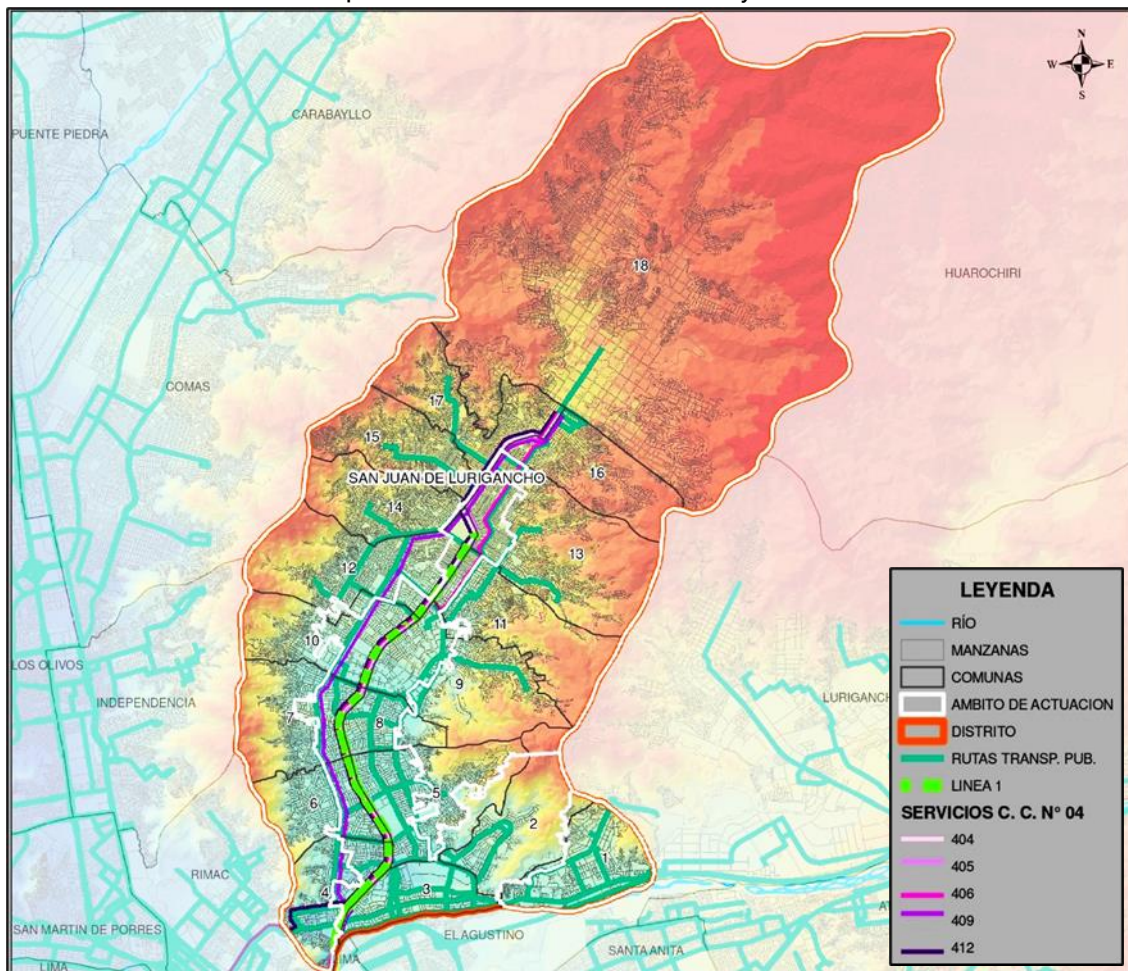 N
W E
S
CARABAYLLO
PUENTE PIEDRA
18
HUAROCHIRI
COMAS
17
15
16
SAN JUAN DE LURIGANCHO
14
13
12
11
10
LOS OLIVOS
9
INDEPENDENCIA
7
8
6
5
2
1
RIMAC
4
3
SAN MARTIN DE PORRES
EL AGUSTINO
SANTA ANITA
LIMA
LEYENDA
RÍO
MANZANAS
COMUNAS
AMBITO DE ACTUACION
DISTRITO
RUTAS TRANSP. PUB.
LINEA 1
SERVICIOS C. C. N° 04
404
405
406
409
412